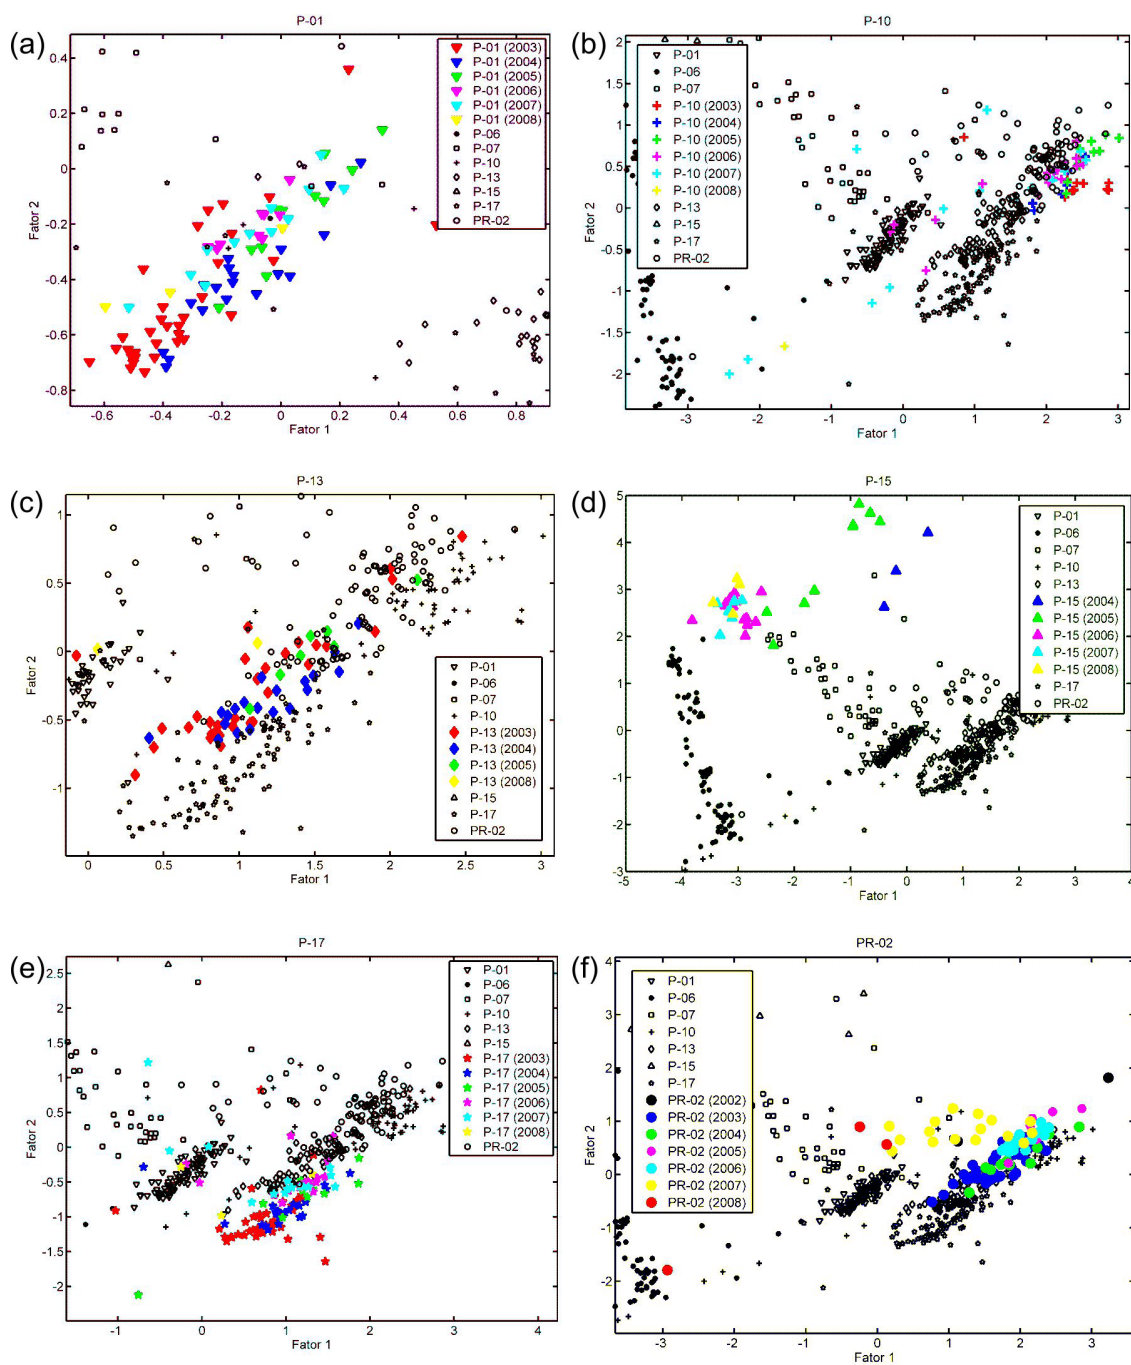 (a)
P-01
0.4
0.2
0
-0.2
-0.4
-0.6
-0.8
Fator 2
P-01 (2003)
P-01 (2004)
P-01 (2005)
P-01 (2006)
P-01 (2007)
P-01 (2008)
P-06
P-07
P-10
P-13
P-15
P-17
PR-02
-0.6 -0.4 -0.2 0 0.2 0.4 0.6 0.8
Fator 1
(b)
P-10
2
1.5
1
0.5
0
-0.5
-1
-1.5
-2
Fator 2
P-01
P-06
P-07
P-10 (2003)
P-10 (2004)
P-10 (2005)
P-10 (2006)
P-10 (2007)
P-10 (2008)
P-13
P-15
P-17
PR-02
-3 -2 -1 0 1 2 3
Fator 1
(c)
P-13
1
0.5
0
-0.5
-1
Fator 2
P-01
P-06
P-07
P-10
P-13 (2003)
P-13 (2004)
P-13 (2005)
P-13 (2008)
P-15
P-17
PR-02
0 0.5 1 1.5 2 2.5 3
Fator 1
(d)
P-15
5
4
3
2
1
0
-1
-2
-3
Fator 2
P-01
P-06
P-07
P-10
P-13
P-15 (2004)
P-15 (2005)
P-15 (2006)
P-15 (2007)
P-15 (2008)
P-17
PR-02
-5 -4 -3 -2 -1 0 1 2 3 4
Fator 1
(e)
P-17
2.5
2
1.5
1
0.5
0
-0.5
-1
-1.5
-2
Fator 2
P-01
P-06
P-07
P-10
P-13
P-15
P-17 (2003)
P-17 (2004)
P-17 (2005)
P-17 (2006)
P-17 (2007)
P-17 (2008)
PR-02
-1 0 1 2 3 4
Fator 1
(f)
PR-02
4
3
2
1
0
-1
-2
Fator 2
P-01
P-06
P-07
P-10
P-13
P-15
P-17
PR-02 (2002)
PR-02 (2003)
PR-02 (2004)
PR-02 (2005)
PR-02 (2006)
PR-02 (2007)
PR-02 (2008)
-3 -2 -1 0 1 2 3
Fator 1